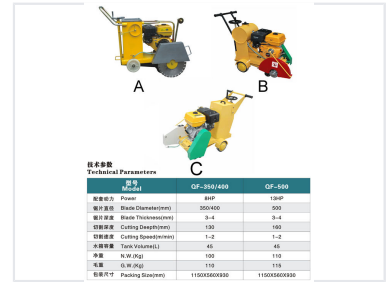 A
B
C
技术参数
Technical Parameters
型号 Model QF-350/400 QF-500
配套动力 Power 8HP 13HP
锯片直径 Blade Diameter(mm) 350/400 500
锯片深度 Blade Thickness(mm) 3-4 3-4
切割深度 Cutting Deepth(mm) 130 160
切割速度 Cutting Speed(m/min) 1-2 1-2
水箱容量 Tank Volume(L) 45 45
净重 N.W.(Kg) 100 110
毛重 G.W.(Kg) 110 115
包装尺寸 Packing Size(mm) 1150X560X930 1150X560X930